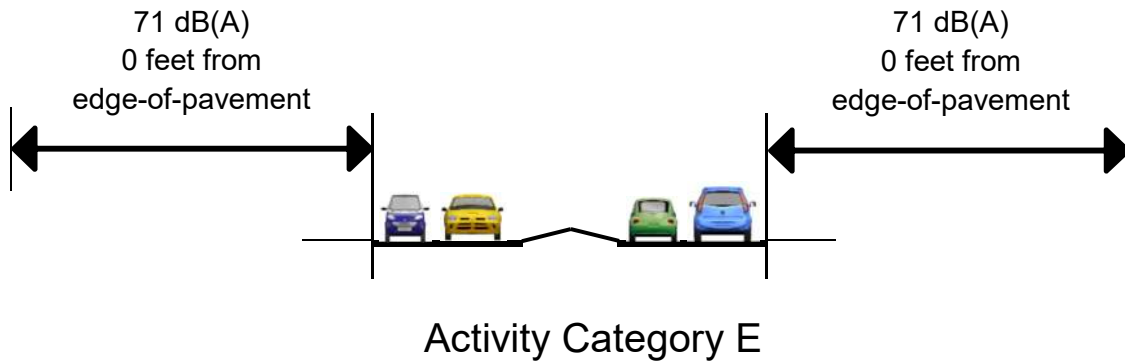 71 dB(A)
0 feet from
edge-of-pavement
71 dB(A)
0 feet from
edge-of-pavement
Activity Category E